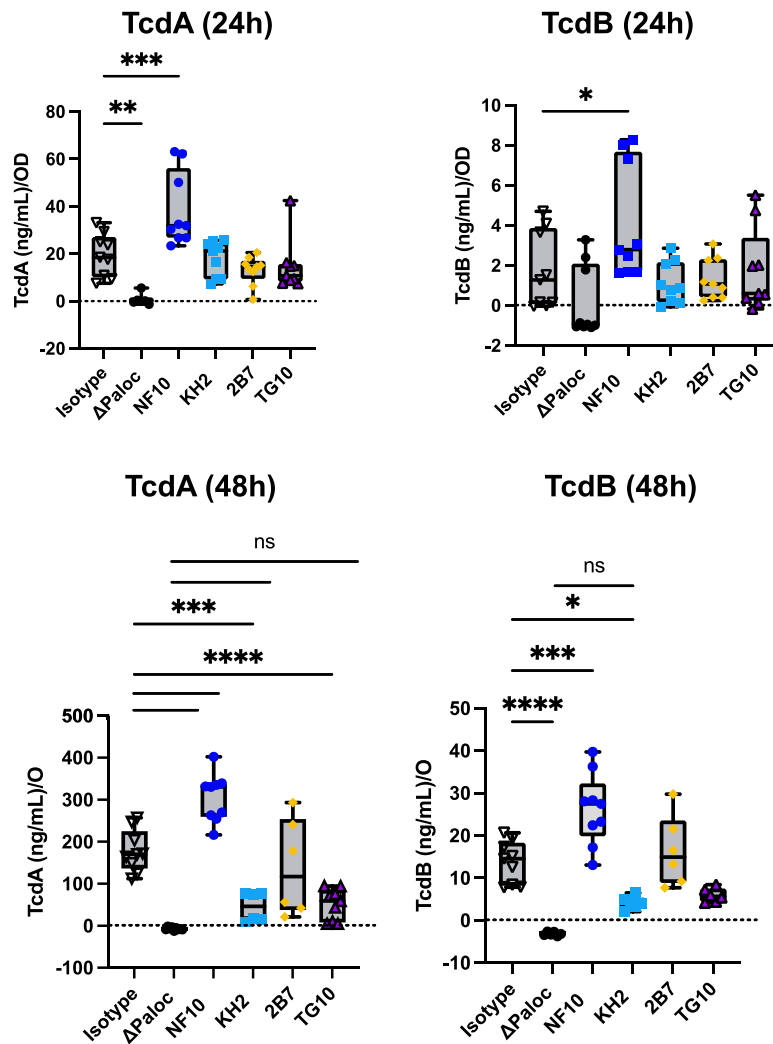 TcdA (24h)
TcdB (24h)
***
**
*
TcdA (ng/mL)/OD
80
60
40
20
0
-20
Isotype
ΔPaloc
NF10
KH2
2B7
TG10
TcdB (ng/mL)/OD
10
8
6
4
2
0
-2
Isotype
ΔPaloc
NF10
KH2
2B7
TG10
TcdA (48h)
TcdB (48h)
ns
***
****
TcdA (ng/mL)/O
500
400
300
200
100
0
-100
Isotype
ΔPaloc
NF10
KH2
2B7
TG10
ns
*
***
****
TcdB (ng/mL)/O
50
40
30
20
10
0
-10
Isotype
ΔPaloc
NF10
KH2
2B7
TG10